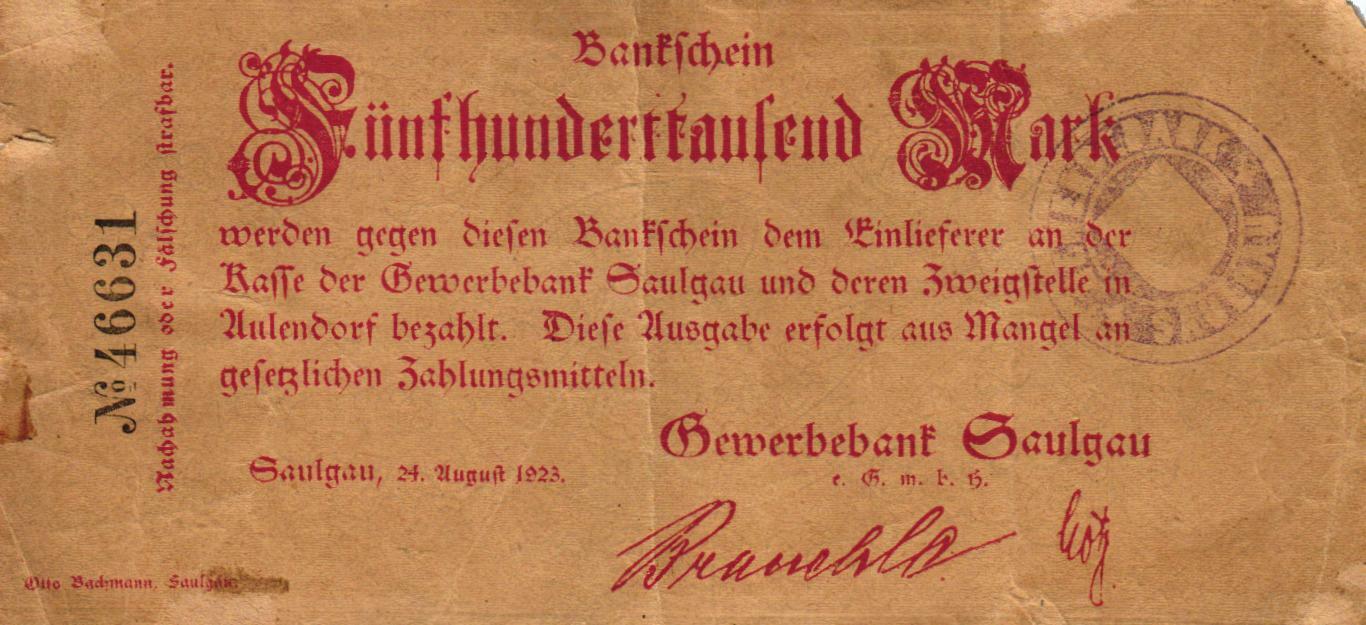 Bankschein
Fünfhunderttausend Mark
werden gegen diesen Bankschein dem Einlieferer an der
Kasse der Gewerbebank Saulgau und deren Zweigstelle in
Aulendorf bezahlt. Diese Ausgabe erfolgt aus Mangel an
gesetzlichen Zahlungsmitteln.
Gewerbebank Saulgau
e. G. m. b. H.
Saulgau, 24. August 1923.
№ 46631
Nachahmung oder Fälschung strafbar.
Otto Bachmann, Saulgau.